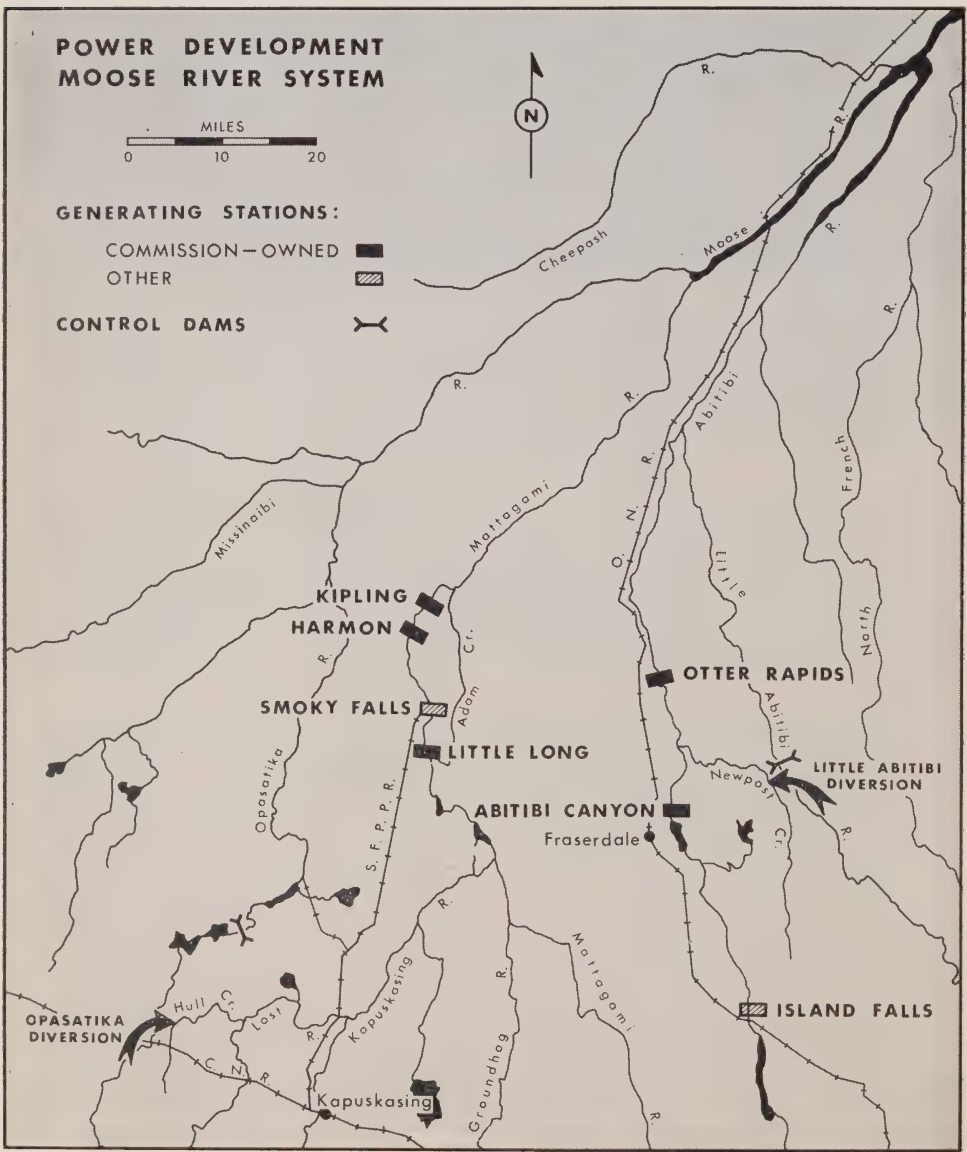 POWER DEVELOPMENT
MOOSE RIVER SYSTEM
MILES
0 10 20
GENERATING STATIONS:
COMMISSION—OWNED
OTHER
CONTROL DAMS
N
R.
Cheepash
Moose
R.
R.
R.
R.
R.
Abitibi
French
Missinaibi
Mattagami
O. N. R.
Little
North
KIPLING
HARMON
Cr.
R.
OTTER RAPIDS
SMOKY FALLS
Adam
Abitibi
LITTLE LONG
Newpost
LITTLE ABITIBI
DIVERSION
Opasatika
ABITIBI CANYON
Fraserdale
Cr.
R.
S. F. P. P. R.
R.
Mattagami
Kapuskasing
R.
Hull
Cr.
Lost
R.
OPASATIKA
DIVERSION
ISLAND FALLS
C. N. R.
Groundhog
Kapuskasing
R.